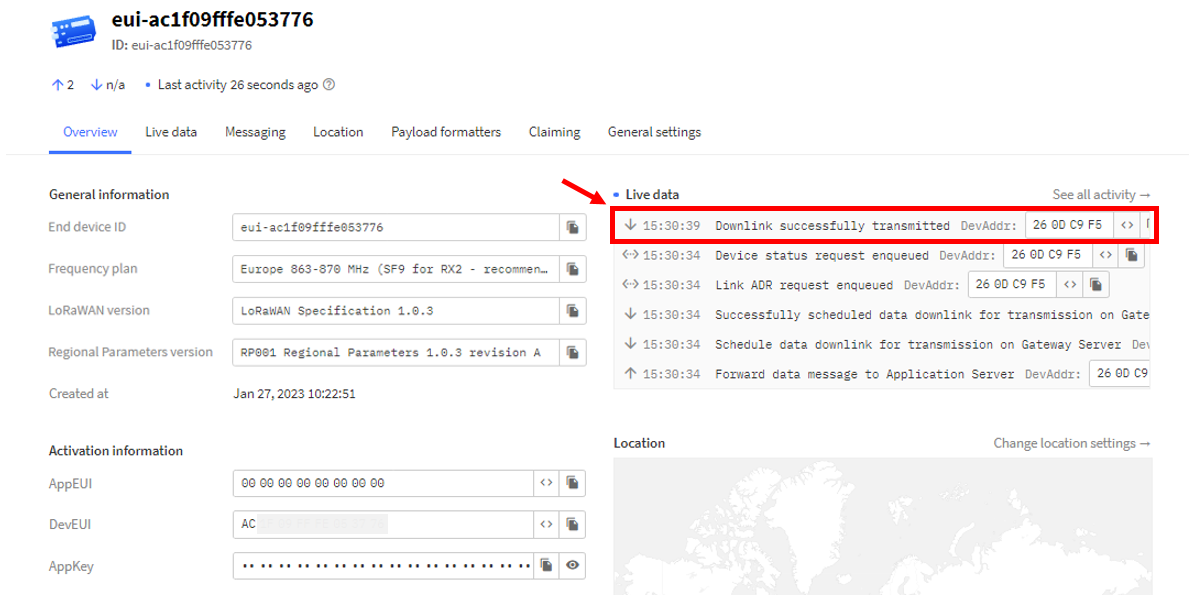 eui-ac1f09fffe053776
ID: eui-ac1f09fffe053776
2 n/a • Last activity 26 seconds ago
Overview Live data Messaging Location Payload formatters Claiming General settings
General information
End device ID eui-ac1f09fffe053776
Frequency plan Europe 863-870 MHz (SF9 for RX2 - recommen…
LoRaWAN version LoRaWAN Specification 1.0.3
Regional Parameters version RP001 Regional Parameters 1.0.3 revision A
Created at Jan 27, 2023 10:22:51
Activation information
AppEUI 00 00 00 00 00 00 00 00
DevEUI AC
AppKey
• Live data See all activity →
15:30:39 Downlink successfully transmitted DevAddr: 26 0D C9 F5
15:30:34 Device status request enqueued DevAddr: 26 0D C9 F5
15:30:34 Link ADR request enqueued DevAddr: 26 0D C9 F5
15:30:34 Successfully scheduled data downlink for transmission on Gate
15:30:34 Schedule data downlink for transmission on Gateway Server Dev
15:30:34 Forward data message to Application Server DevAddr: 26 0D C9
Location Change location settings →